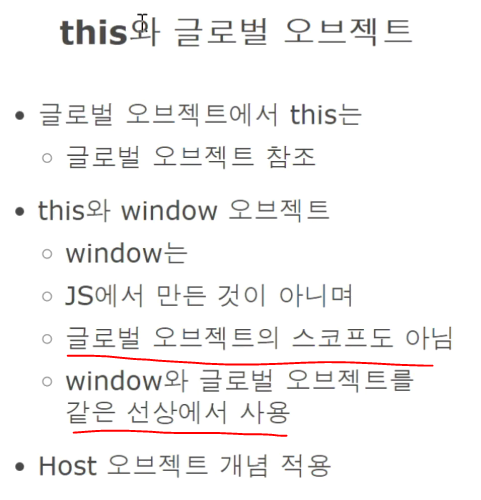 this와 글로벌 오브젝트
글로벌 오브젝트에서 this는
글로벌 오브젝트 참조
this와 window 오브젝트
window는
JS에서 만든 것이 아니며
글로벌 오브젝트의 스코프도 아님
window와 글로벌 오브젝트를
같은 선상에서 사용
Host 오브젝트 개념 적용